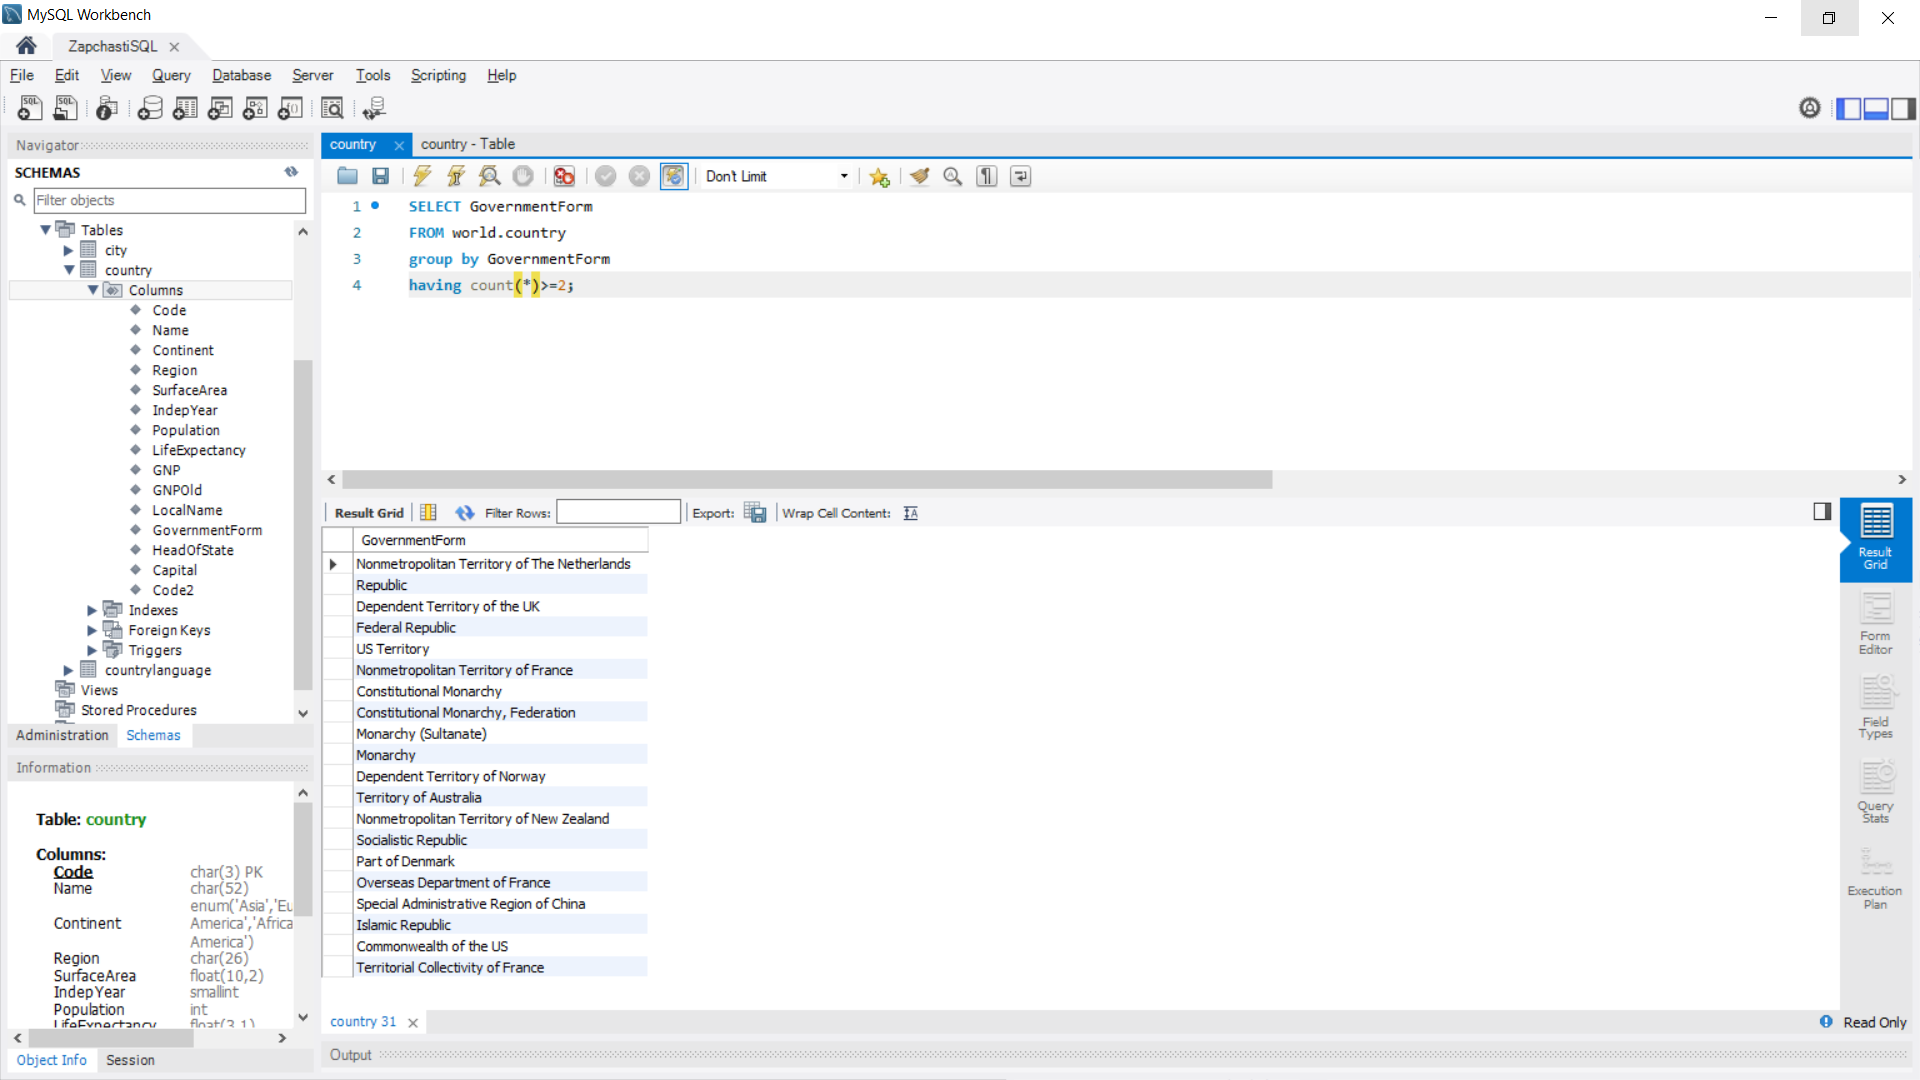 MySQL Workbench
ZapchastiSQL
File Edit View Query Database Server Tools Scripting Help
Navigator
SCHEMAS
Filter objects
Tables
city
country
Columns
Code
Name
Continent
Region
SurfaceArea
IndepYear
Population
LifeExpectancy
GNP
GNPOld
LocalName
GovernmentForm
HeadOfState
Capital
Code2
Indexes
Foreign Keys
Triggers
countrylanguage
Views
Stored Procedures
Administration Schemas
Information
Table: country
Columns:
Code char(3) PK
Name char(52)
enum('Asia','Eu
Continent America','Africa
America')
Region char(26)
SurfaceArea float(10,2)
IndepYear smallint
Population int
LifeExpectancy float(3,1)
Object Info Session
country country - Table
Don't Limit
1 SELECT GovernmentForm
2 FROM world.country
3 group by GovernmentForm
4 having count(*)>=2;
Result Grid Filter Rows: Export: Wrap Cell Content:
GovernmentForm
Nonmetropolitan Territory of The Netherlands
Republic
Dependent Territory of the UK
Federal Republic
US Territory
Nonmetropolitan Territory of France
Constitutional Monarchy
Constitutional Monarchy, Federation
Monarchy (Sultanate)
Monarchy
Dependent Territory of Norway
Territory of Australia
Nonmetropolitan Territory of New Zealand
Socialistic Republic
Part of Denmark
Overseas Department of France
Special Administrative Region of China
Islamic Republic
Commonwealth of the US
Territorial Collectivity of France
Result
Grid
Form
Editor
Field
Types
Query
Stats
Execution
Plan
country 31
Read Only
Output